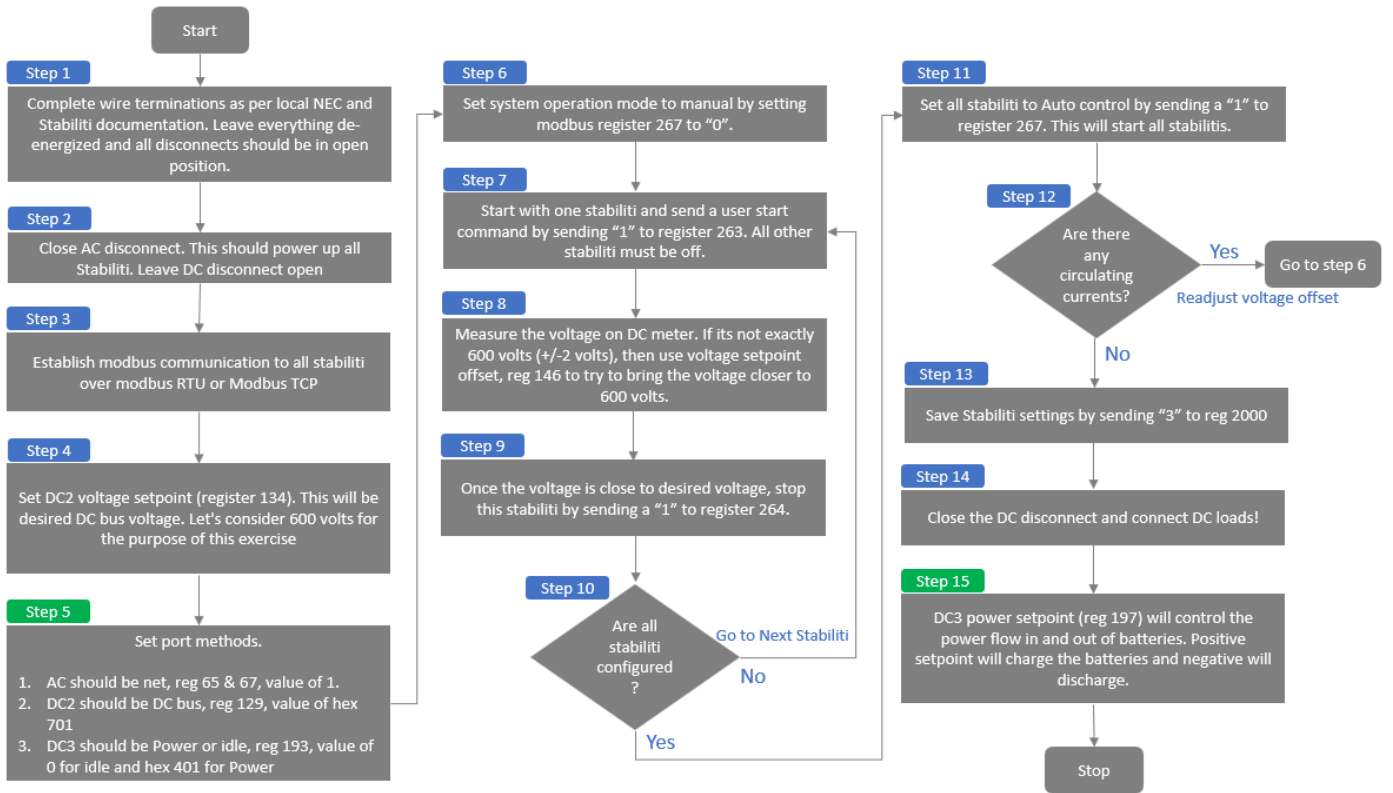 Start
Step 1
Complete wire terminations as per local NEC and
Stabiliti documentation. Leave everything de-
energized and all disconnects should be in open
position.
Step 2
Close AC disconnect. This should power up all
Stabiliti. Leave DC disconnect open
Step 3
Establish modbus communication to all stabiliti
over modbus RTU or Modbus TCP
Step 4
Set DC2 voltage setpoint (register 134). This will be
desired DC bus voltage. Let's consider 600 volts for
the purpose of this exercise
Step 5
Set port methods.
1. AC should be net, reg 65 & 67, value of 1.
2. DC2 should be DC bus, reg 129, value of hex
701
3. DC3 should be Power or idle, reg 193, value of
0 for idle and hex 401 for Power
Step 6
Set system operation mode to manual by setting
modbus register 267 to “0”.
Step 7
Start with one stabiliti and send a user start
command by sending “1” to register 263. All other
stabiliti must be off.
Step 8
Measure the voltage on DC meter. If its not exactly
600 volts (+/-2 volts), then use voltage setpoint
offset, reg 146 to try to bring the voltage closer to
600 volts.
Step 9
Once the voltage is close to desired voltage, stop
this stabiliti by sending a “1” to register 264.
Step 10
Are all
stabiliti
configured
?
Go to Next Stabiliti
No
Yes
Step 11
Set all stabiliti to Auto control by sending a “1” to
register 267. This will start all stabilitis.
Step 12
Are there
any
circulating
currents?
Yes
Go to step 6
Readjust voltage offset
No
Step 13
Save Stabiliti settings by sending “3” to reg 2000
Step 14
Close the DC disconnect and connect DC loads!
Step 15
DC3 power setpoint (reg 197) will control the
power flow in and out of batteries. Positive
setpoint will charge the batteries and negative will
discharge.
Stop